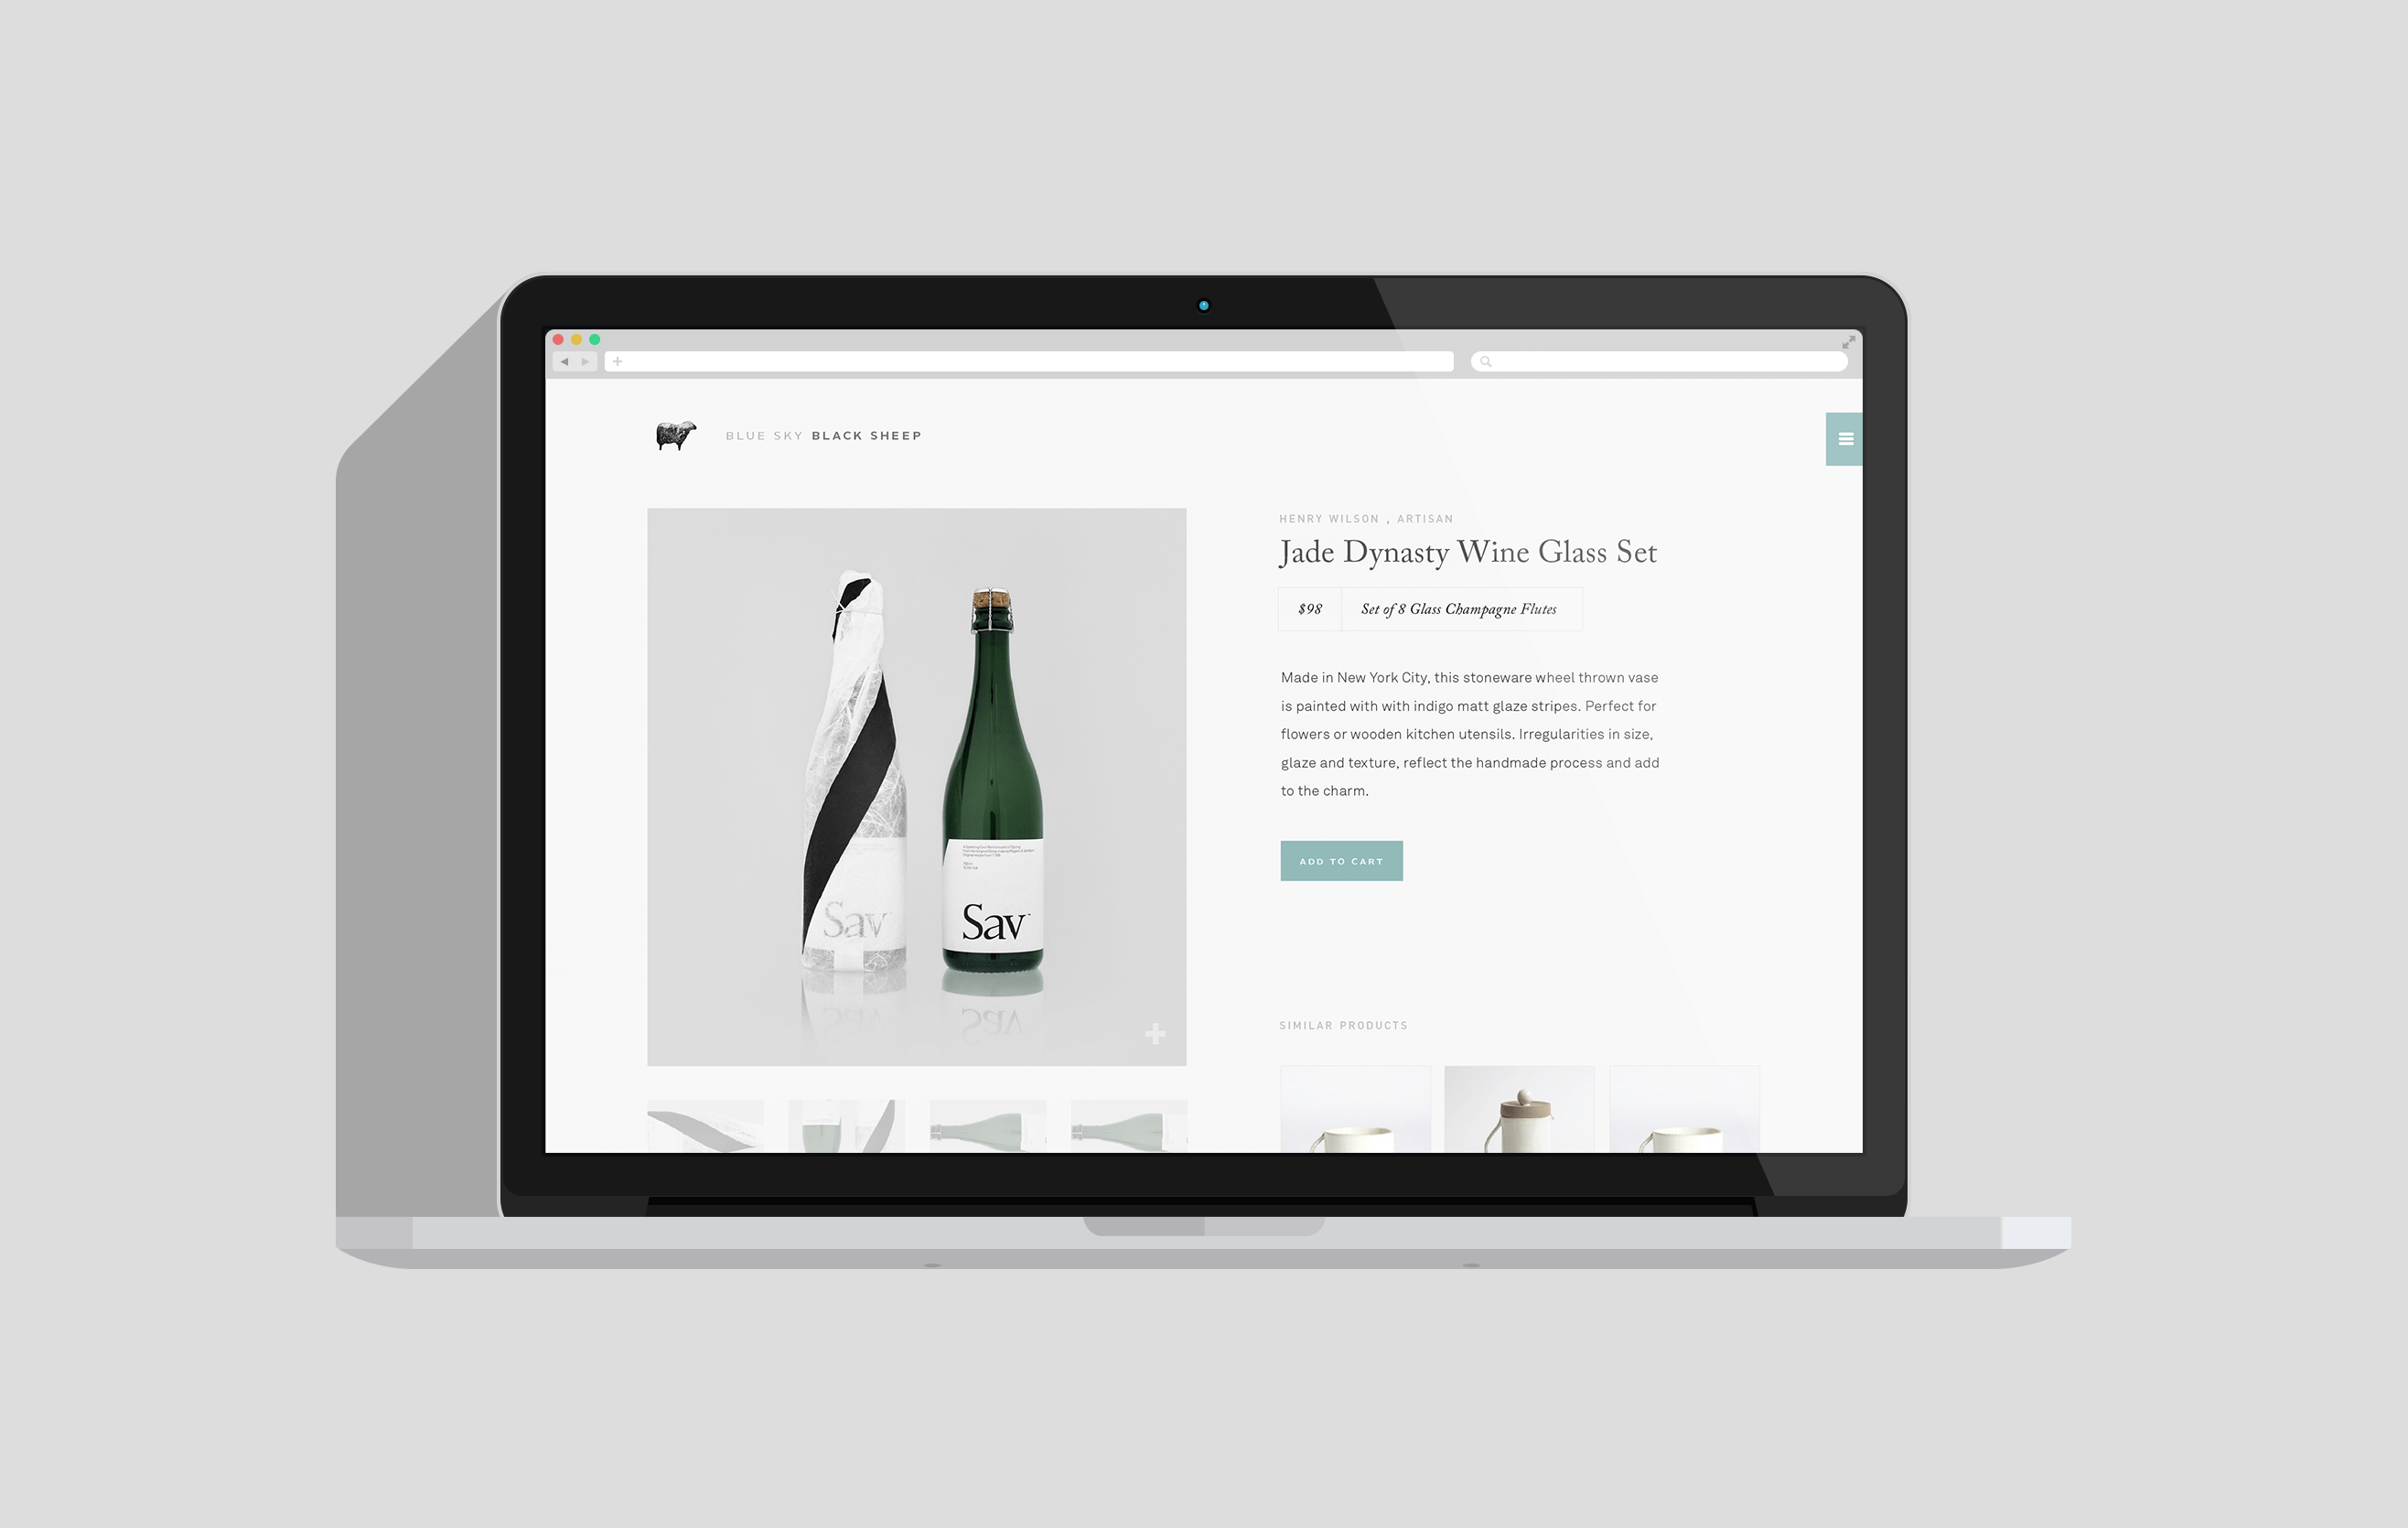 BLUE SKY BLACK SHEEP
HENRY WILSON , ARTISAN
Jade Dynasty Wine Glass Set
$98
Set of 8 Glass Champagne Flutes
Made in New York City, this stoneware wheel thrown vase
is painted with with indigo matt glaze stripes. Perfect for
flowers or wooden kitchen utensils. Irregularities in size,
glaze and texture, reflect the handmade process and add
to the charm.
ADD TO CART
Sav
Sav™
SIMILAR PRODUCTS